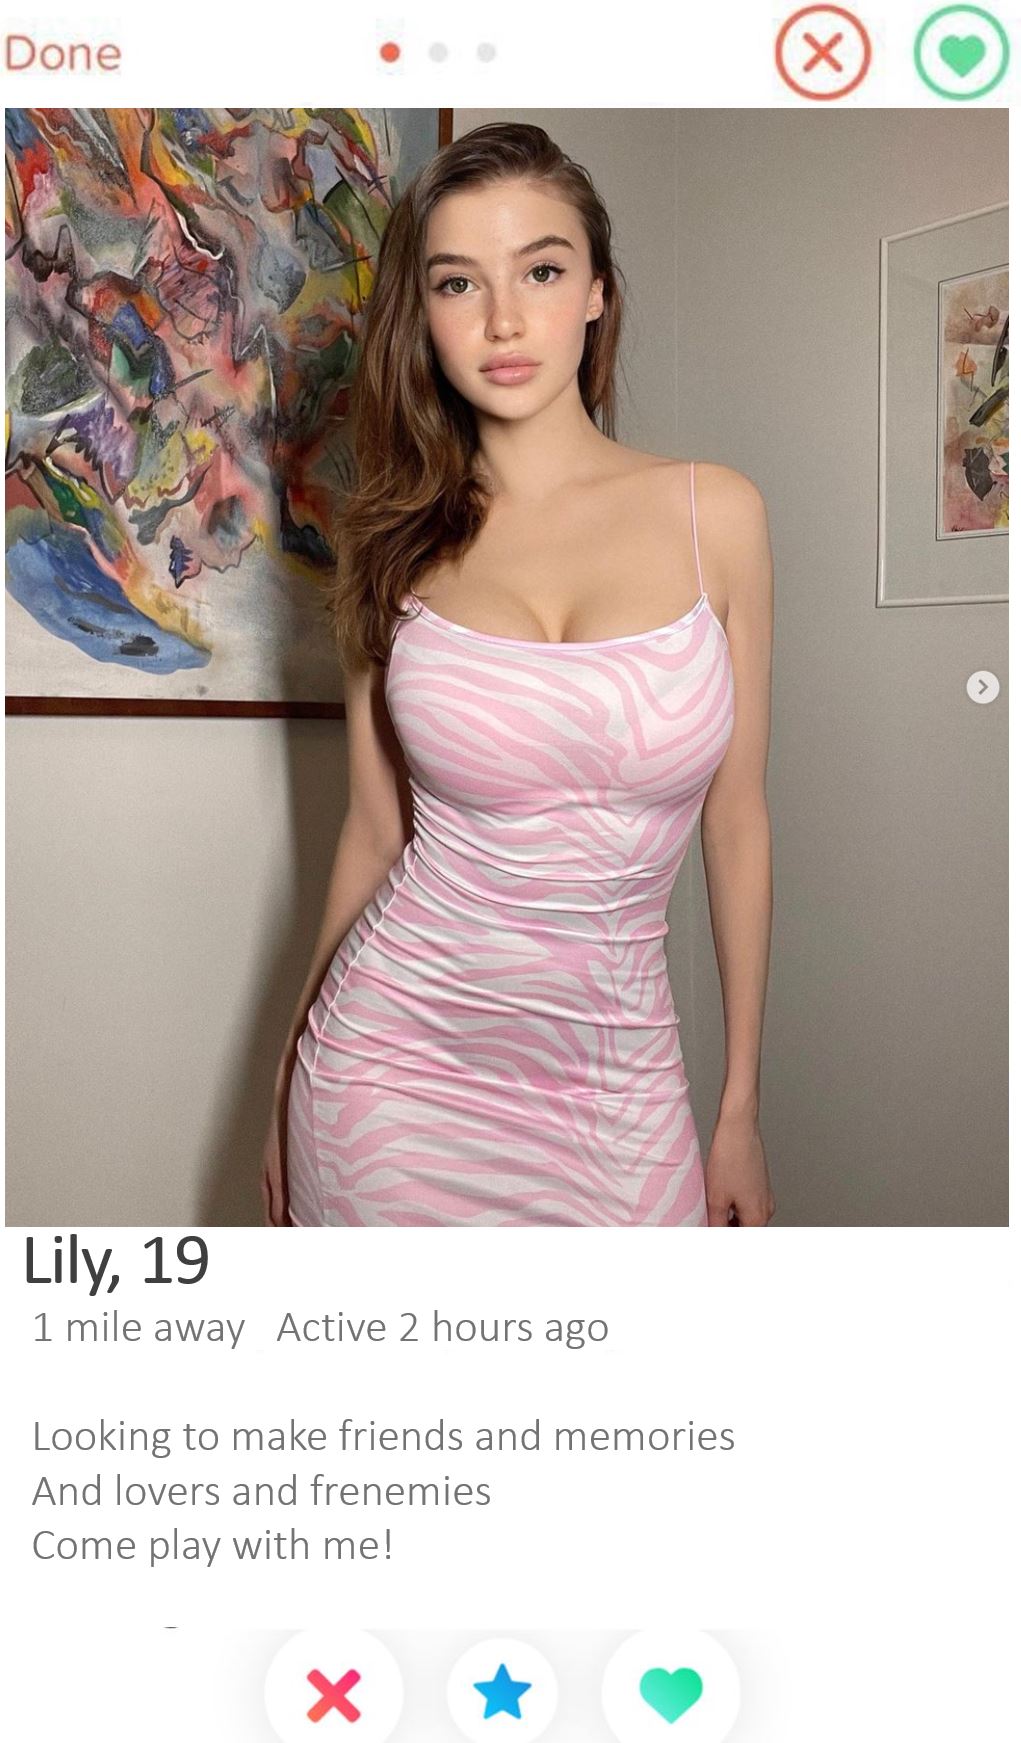 Done
Lily, 19
1 mile away Active 2 hours ago
Looking to make friends and memories
And lovers and frenemies
Come play with me!